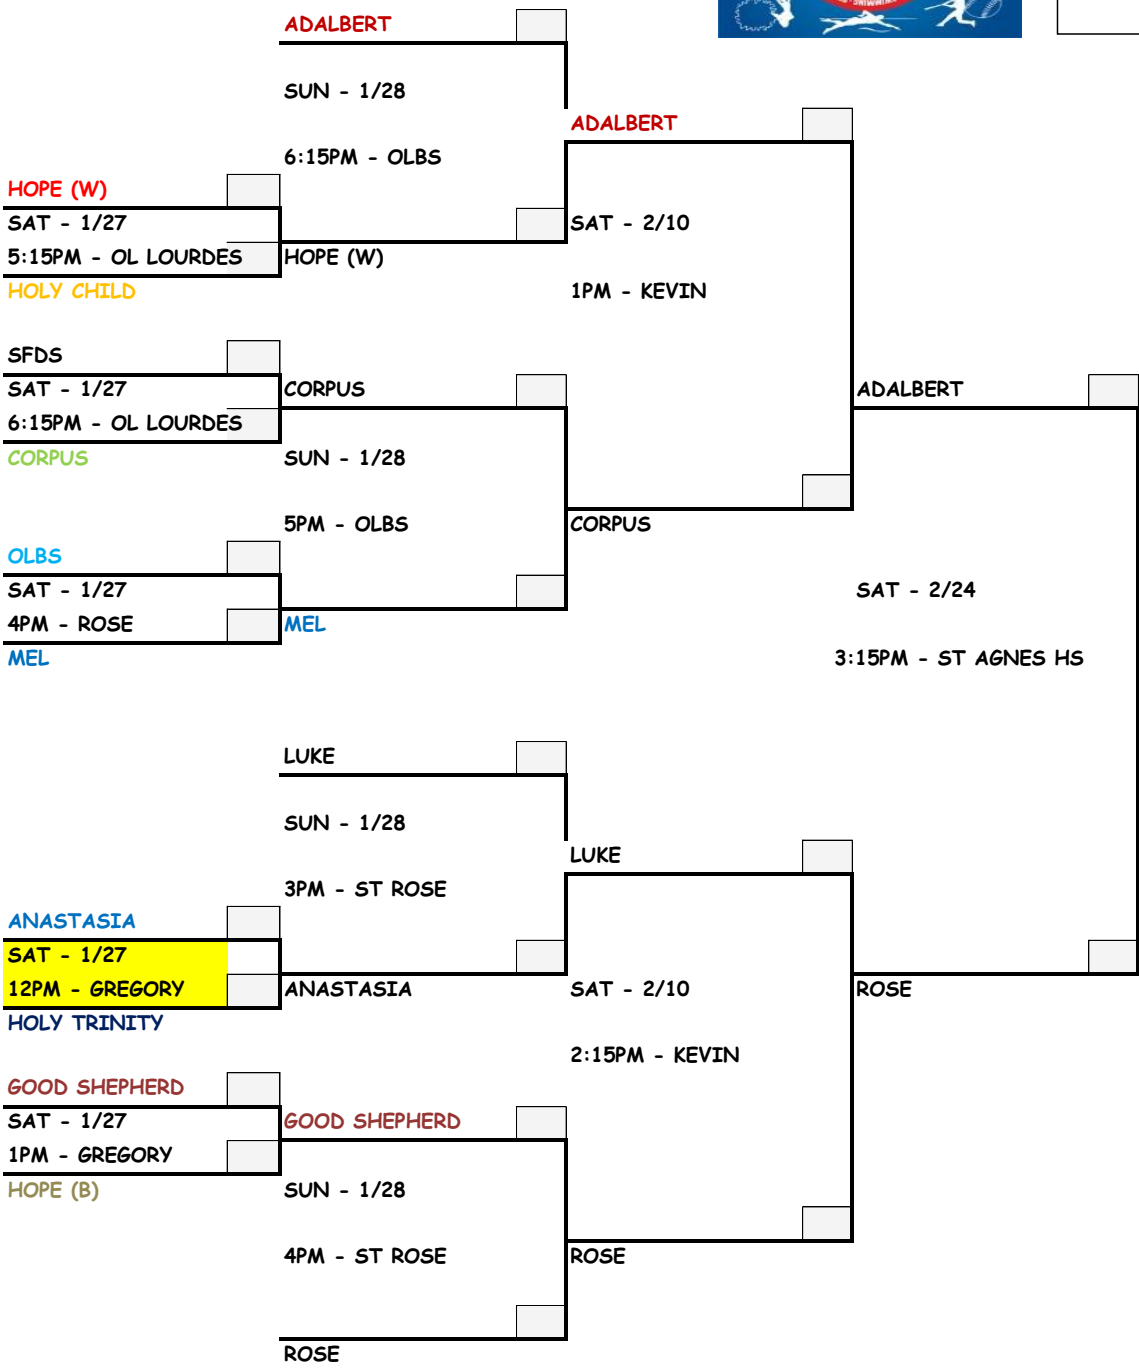 ADALBERT
SUN - 1/28
ADALBERT
6:15PM - OLBS
HOPE (W)
SAT - 1/27
SAT - 2/10
5:15PM - OL LOURDES
HOPE (W)
HOLY CHILD
1PM - KEVIN
SFDS
SAT - 1/27
CORPUS
ADALBERT
6:15PM - OL LOURDES
CORPUS
SUN - 1/28
5PM - OLBS
CORPUS
OLBS
SAT - 1/27
SAT - 2/24
4PM - ROSE
MEL
MEL
3:15PM - ST AGNES HS
LUKE
SUN - 1/28
LUKE
3PM - ST ROSE
ANASTASIA
SAT - 1/27
12PM - GREGORY
ANASTASIA
SAT - 2/10
ROSE
HOLY TRINITY
2:15PM - KEVIN
GOOD SHEPHERD
SAT - 1/27
GOOD SHEPHERD
1PM - GREGORY
HOPE (B)
SUN - 1/28
4PM - ST ROSE
ROSE
ROSE